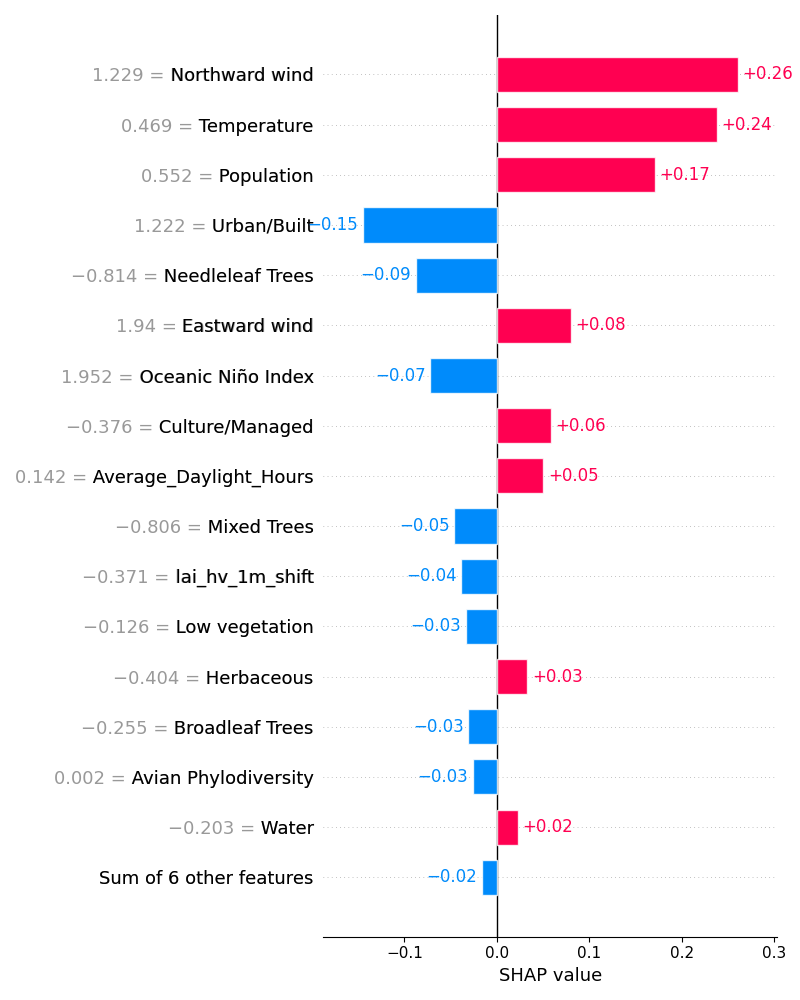 1.229 = Northward wind +0.26
0.469 = Temperature +0.24
0.552 = Population +0.17
1.222 = Urban/Built −0.15
−0.814 = Needleleaf Trees −0.09
1.94 = Eastward wind +0.08
1.952 = Oceanic Niño Index −0.07
−0.376 = Culture/Managed +0.06
0.142 = Average_Daylight_Hours +0.05
−0.806 = Mixed Trees −0.05
−0.371 = lai_hv_1m_shift −0.04
−0.126 = Low vegetation −0.03
−0.404 = Herbaceous +0.03
−0.255 = Broadleaf Trees −0.03
0.002 = Avian Phylodiversity −0.03
−0.203 = Water +0.02
Sum of 6 other features −0.02
−0.1 0.0 0.1 0.2 0.3
SHAP value